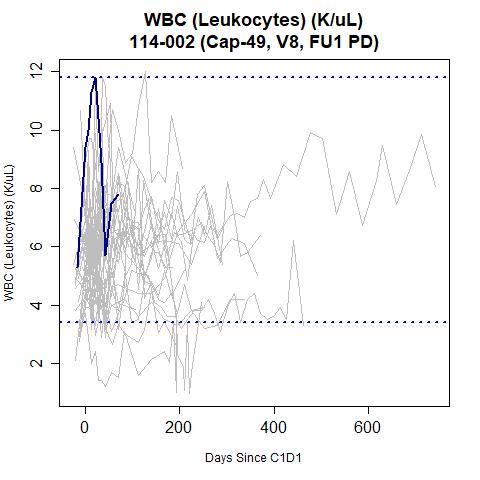 WBC (Leukocytes) (K/uL)
114-002 (Cap-49, V8, FU1 PD)
WBC (Leukocytes) (K/uL)
12
10
8
6
4
2
0 200 400 600
Days Since C1D1